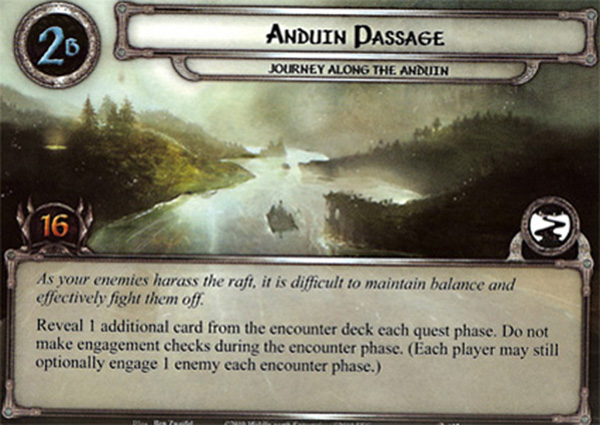 2B
ANDUIN PASSAGE
JOURNEY ALONG THE ANDUIN
16
As your enemies harass the raft, it is difficult to maintain balance and
effectively fight them off.
Reveal 1 additional card from the encounter deck each quest phase. Do not
make engagement checks during the encounter phase. (Each player may still
optionally engage 1 enemy each encounter phase.)